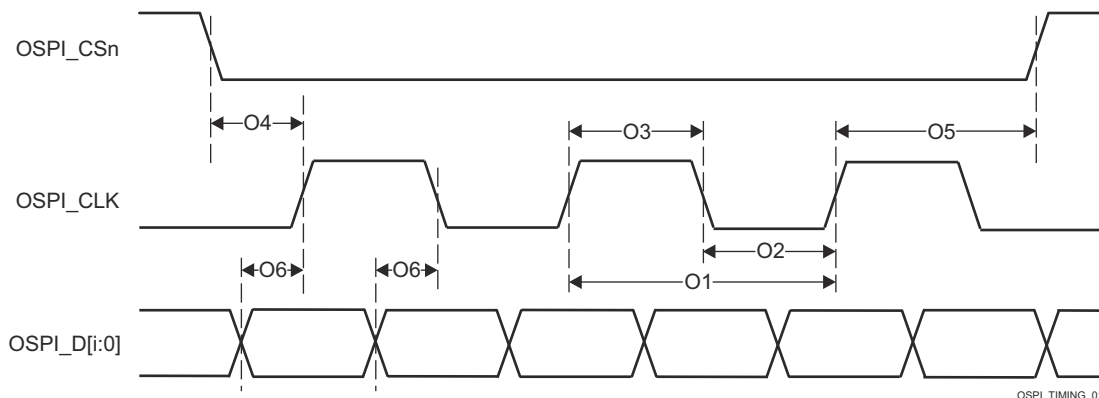 OSPI_CSn
O4
O3
O5
OSPI_CLK
O2
O6
O6
O1
OSPI_D[i:0]